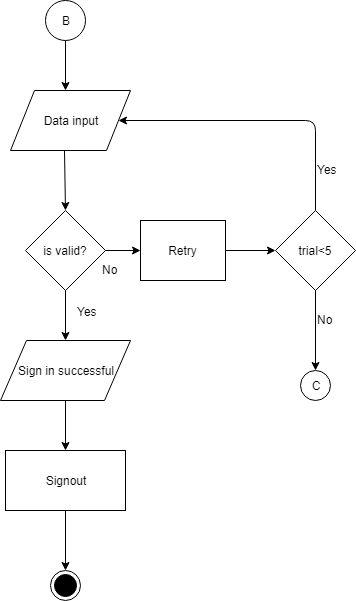 B
Data input
Yes
is valid?
Retry
trial<5
No
Yes
No
Sign in successful
C
Signout